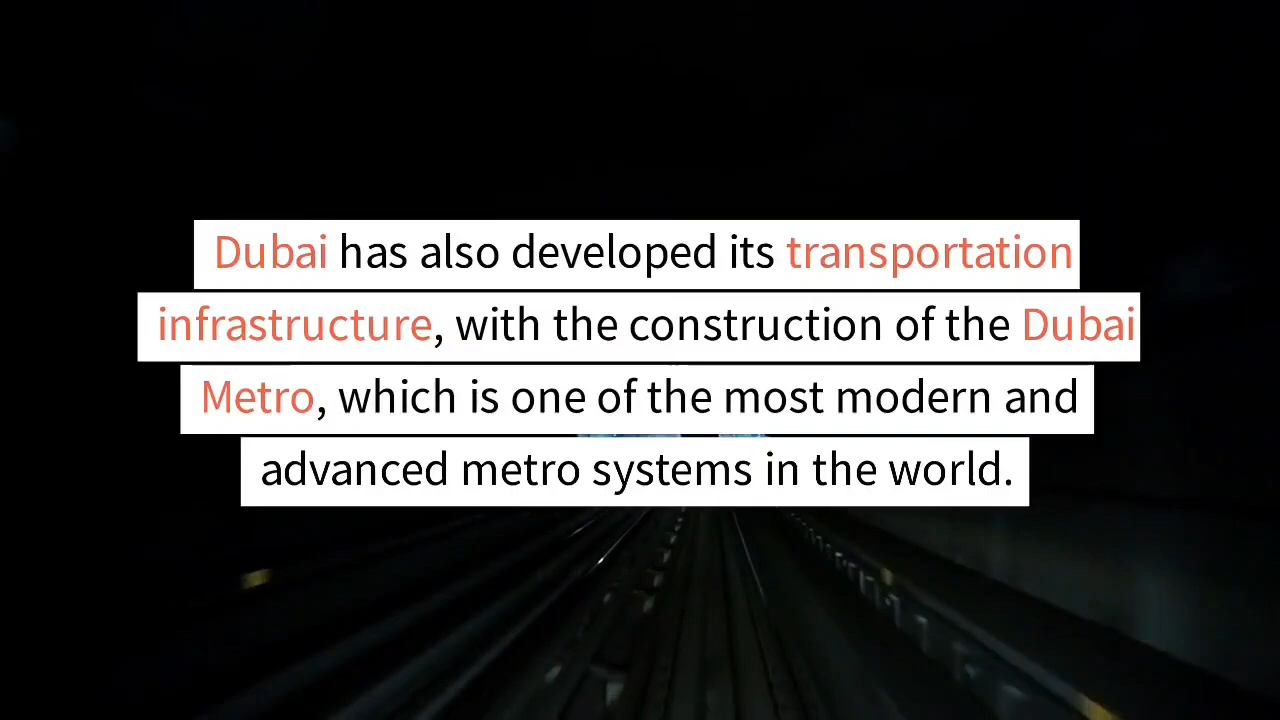 Dubai has also developed its transportation
infrastructure, with the construction of the Dubai
Metro, which is one of the most modern and
advanced metro systems in the world.